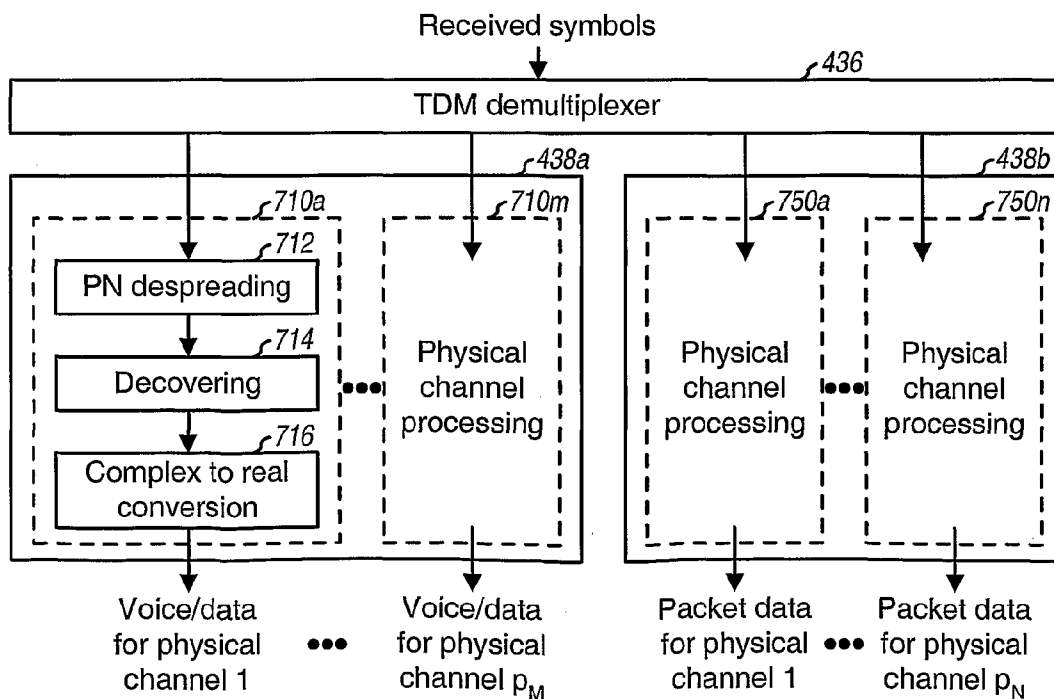 Received symbols
436
TDM demultiplexer
438a
438b
710a
710m
750a
750n
712
PN despreading
714
Decovering
716
Complex to real
conversion
•••
Physical
channel
processing
Physical
channel
processing
•••
Physical
channel
processing
Voice/data
for physical
channel 1
•••
Voice/data
for physical
channel pM
Packet data
for physical
channel 1
•••
Packet data
for physical
channel pN